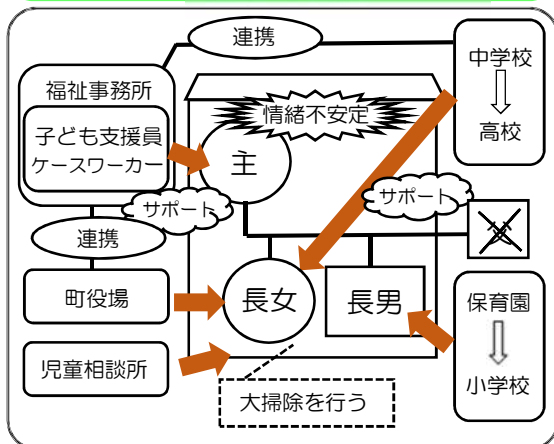 連携
中学校
高校
福祉事務所
子ども支援員
ケースワーカー
情緒不安定
主
サポート
サポート
連携
町役場
長女
長男
保育園
小学校
児童相談所
大掃除を行う